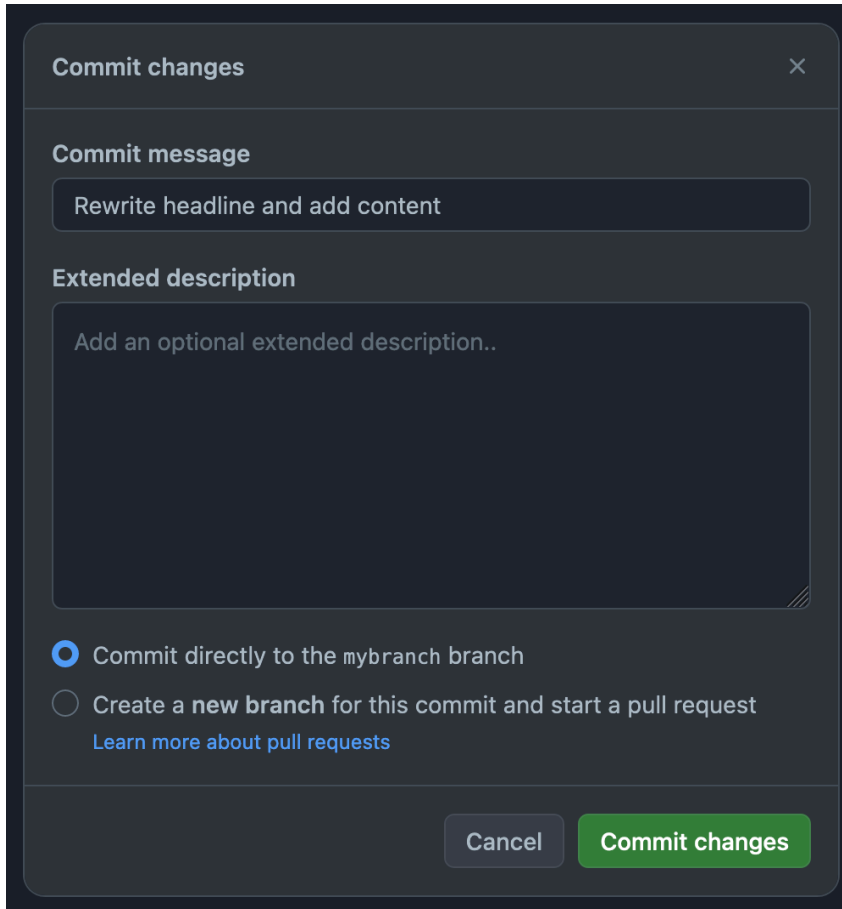 Commit changes
Commit message
Rewrite headline and add content
Extended description
Add an optional extended description..
Commit directly to the mybranch branch
Create a new branch for this commit and start a pull request
Learn more about pull requests
Cancel
Commit changes